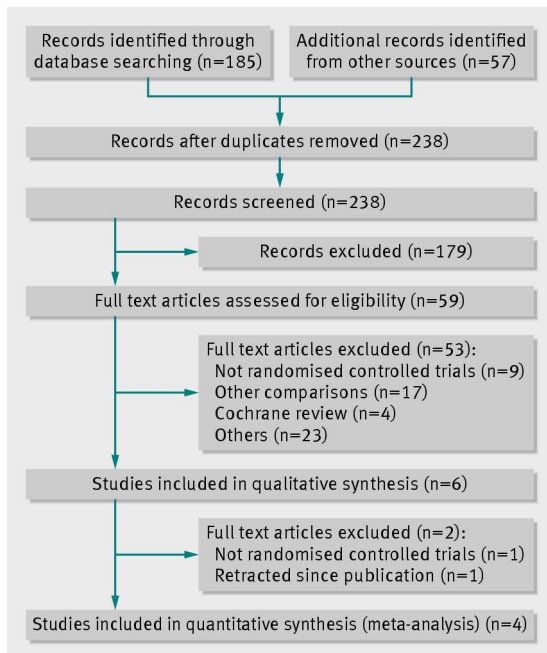 Records identified through
database searching (n=185)
Additional records identified
from other sources (n=57)
Records after duplicates removed (n=238)
Records screened (n=238)
Records excluded (n=179)
Full text articles assessed for eligibility (n=59)
Full text articles excluded (n=53):
Not randomised controlled trials (n=9)
Other comparisons (n=17)
Cochrane review (n=4)
Others (n=23)
Studies included in qualitative synthesis (n=6)
Full text articles excluded (n=2):
Not randomised controlled trials (n=1)
Retracted since publication (n=1)
Studies included in quantitative synthesis (meta-analysis) (n=4)